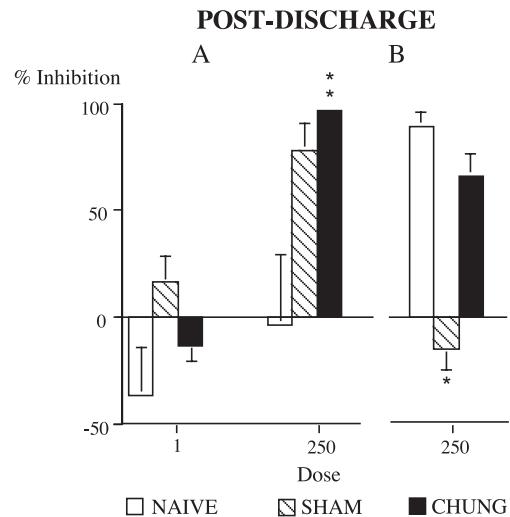 POST-DISCHARGE
A B
% Inhibition
100
50
0
-50
* *
*
1 250 250
Dose
NAIVE SHAM CHUNG